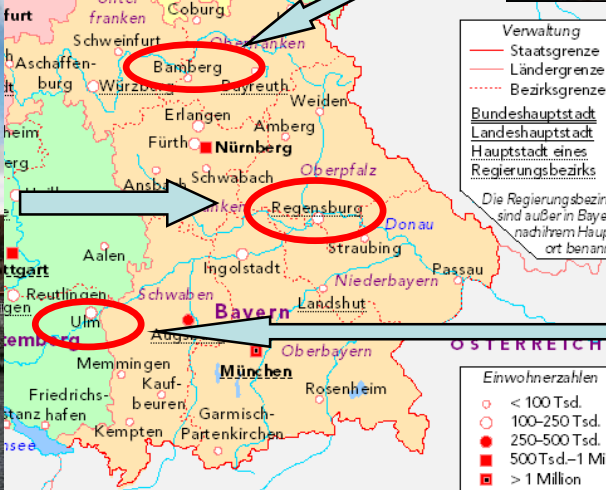 Unter
furt
franken
Coburg
Schweinfurt
Oberfranken
Aschaffen-
burg
Bamberg
Würzburg
Bayreuth
Weiden
Erlangen
Amberg
Fürth
Nürnberg
Ansbach
Schwabach
Oberpfalz
Regensburg
Donau
Straubing
Aalen
Ingolstadt
Passau
Niederbayern
Reutlingen
Schwaben
Landshut
Ulm
Bayern
Oberbayern
ÖSTERREICH
Memmingen
München
Kauf-
beuren
Rosenheim
Friedrichs-
hafen
Garmisch-
Partenkirchen
Kempten
Verwaltung
Staatsgrenze
Ländergrenze
Bezirksgrenze
Bundeshauptstadt
Landeshauptstadt
Hauptstadt eines
Regierungsbezirks
Die Regierungsbezir
sind außer in Baye
nach ihrem Haup
ort benan
Einwohnerzahlen
< 100 Tsd.
100–250 Tsd.
250–500 Tsd.
500 Tsd.–1 Mi
> 1 Million